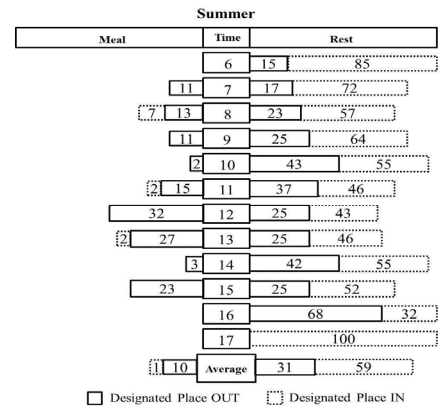 Summer
Meal Time Rest
6 15 85
11 7 17 72
7 13 8 23 57
11 9 25 64
2 10 43 55
2 15 11 37 46
32 12 25 43
2 27 13 25 46
3 14 42 55
23 15 25 52
16 68 32
17 100
1 10 Average 31 59
Designated Place OUT Designated Place IN